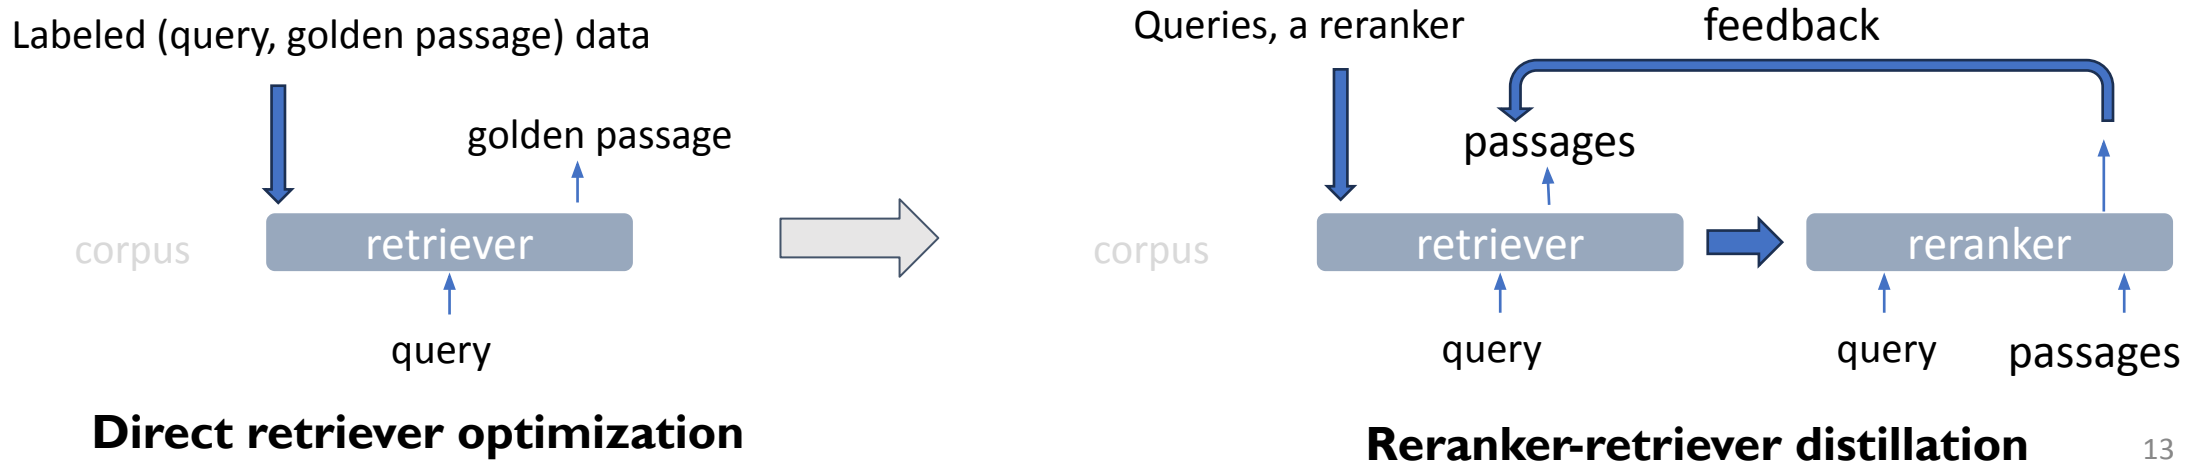 Labeled (query, golden passage) data
golden passage
corpus
retriever
query
Direct retriever optimization
Queries, a reranker
feedback
passages
corpus
retriever
reranker
query
query
passages
Reranker-retriever distillation
13